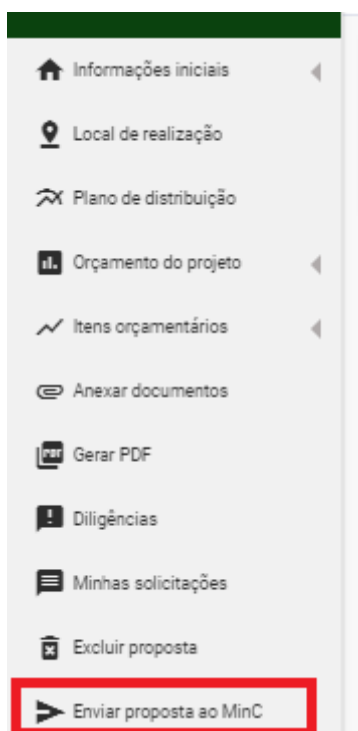 Informações iniciais
Local de realização
Plano de distribuição
Orçamento do projeto
Itens orçamentários
Anexar documentos
PDF Gerar PDF
Diligências
Minhas solicitações
Excluir proposta
Enviar proposta ao MinC